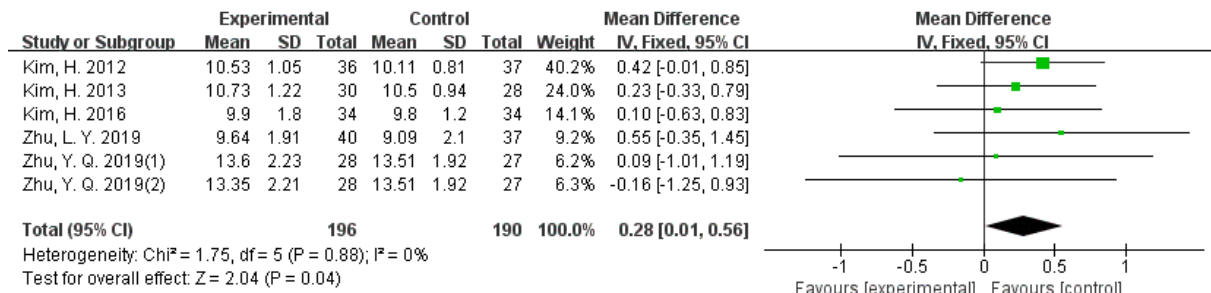 Experimental Control Mean Difference Mean Difference
Study or Subgroup Mean SD Total Mean SD Total Weight IV, Fixed, 95% CI IV, Fixed, 95% CI
Kim, H. 2012 10.53 1.05 36 10.11 0.81 37 40.2% 0.42 [-0.01, 0.85]
Kim, H. 2013 10.73 1.22 30 10.5 0.94 28 24.0% 0.23 [-0.33, 0.79]
Kim, H. 2016 9.9 1.8 34 9.8 1.2 34 14.1% 0.10 [-0.63, 0.83]
Zhu, L. Y. 2019 9.64 1.91 40 9.09 2.1 37 9.2% 0.55 [-0.35, 1.45]
Zhu, Y. Q. 2019(1) 13.6 2.23 28 13.51 1.92 27 6.2% 0.09 [-1.01, 1.19]
Zhu, Y. Q. 2019(2) 13.35 2.21 28 13.51 1.92 27 6.3% -0.16 [-1.25, 0.93]
Total (95% CI) 196 190 100.0% 0.28 [0.01, 0.56]
Heterogeneity: Chi² = 1.75, df = 5 (P = 0.88); I² = 0%
Test for overall effect: Z = 2.04 (P = 0.04)
-1 -0.5 0 0.5 1
Favours [experimental] Favours [control]